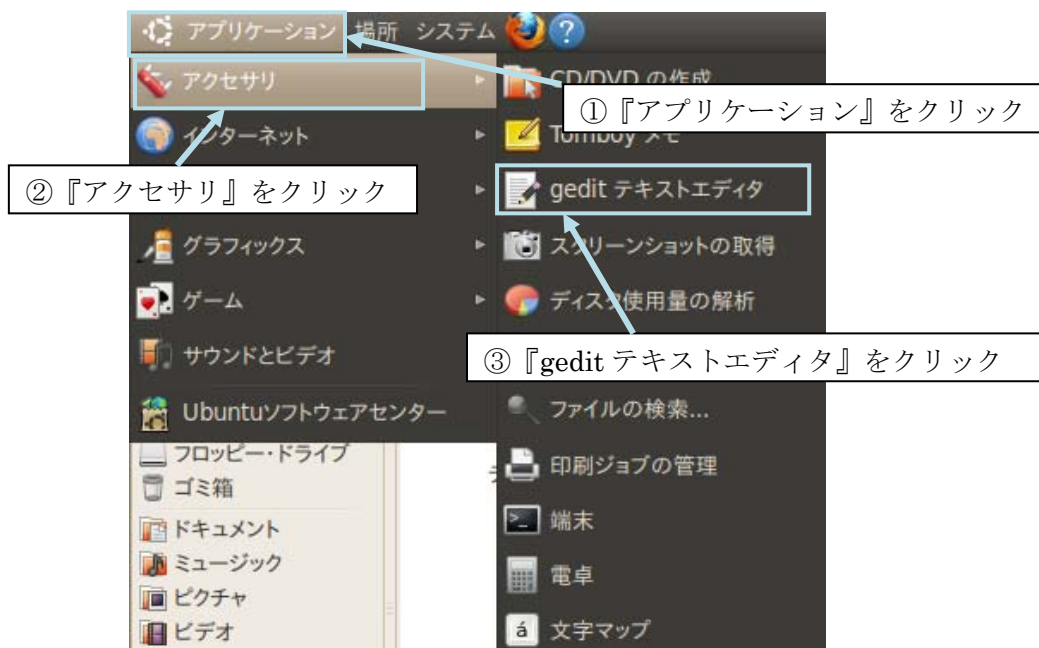 アプリケーション 場所 システム
アクセサリ
インターネット
グラフィックス
ゲーム
サウンドとビデオ
Ubuntuソフトウェアセンター
フロッピー・ドライブ
ゴミ箱
ドキュメント
ミュージック
ピクチャ
ビデオ
CD/DVD の作成
Tomboy メモ
gedit テキストエディタ
スクリーンショットの取得
ディスク使用量の解析
ファイルの検索...
印刷ジョブの管理
端末
電卓
文字マップ
①『アプリケーション』をクリック
②『アクセサリ』をクリック
③『gedit テキストエディタ』をクリック